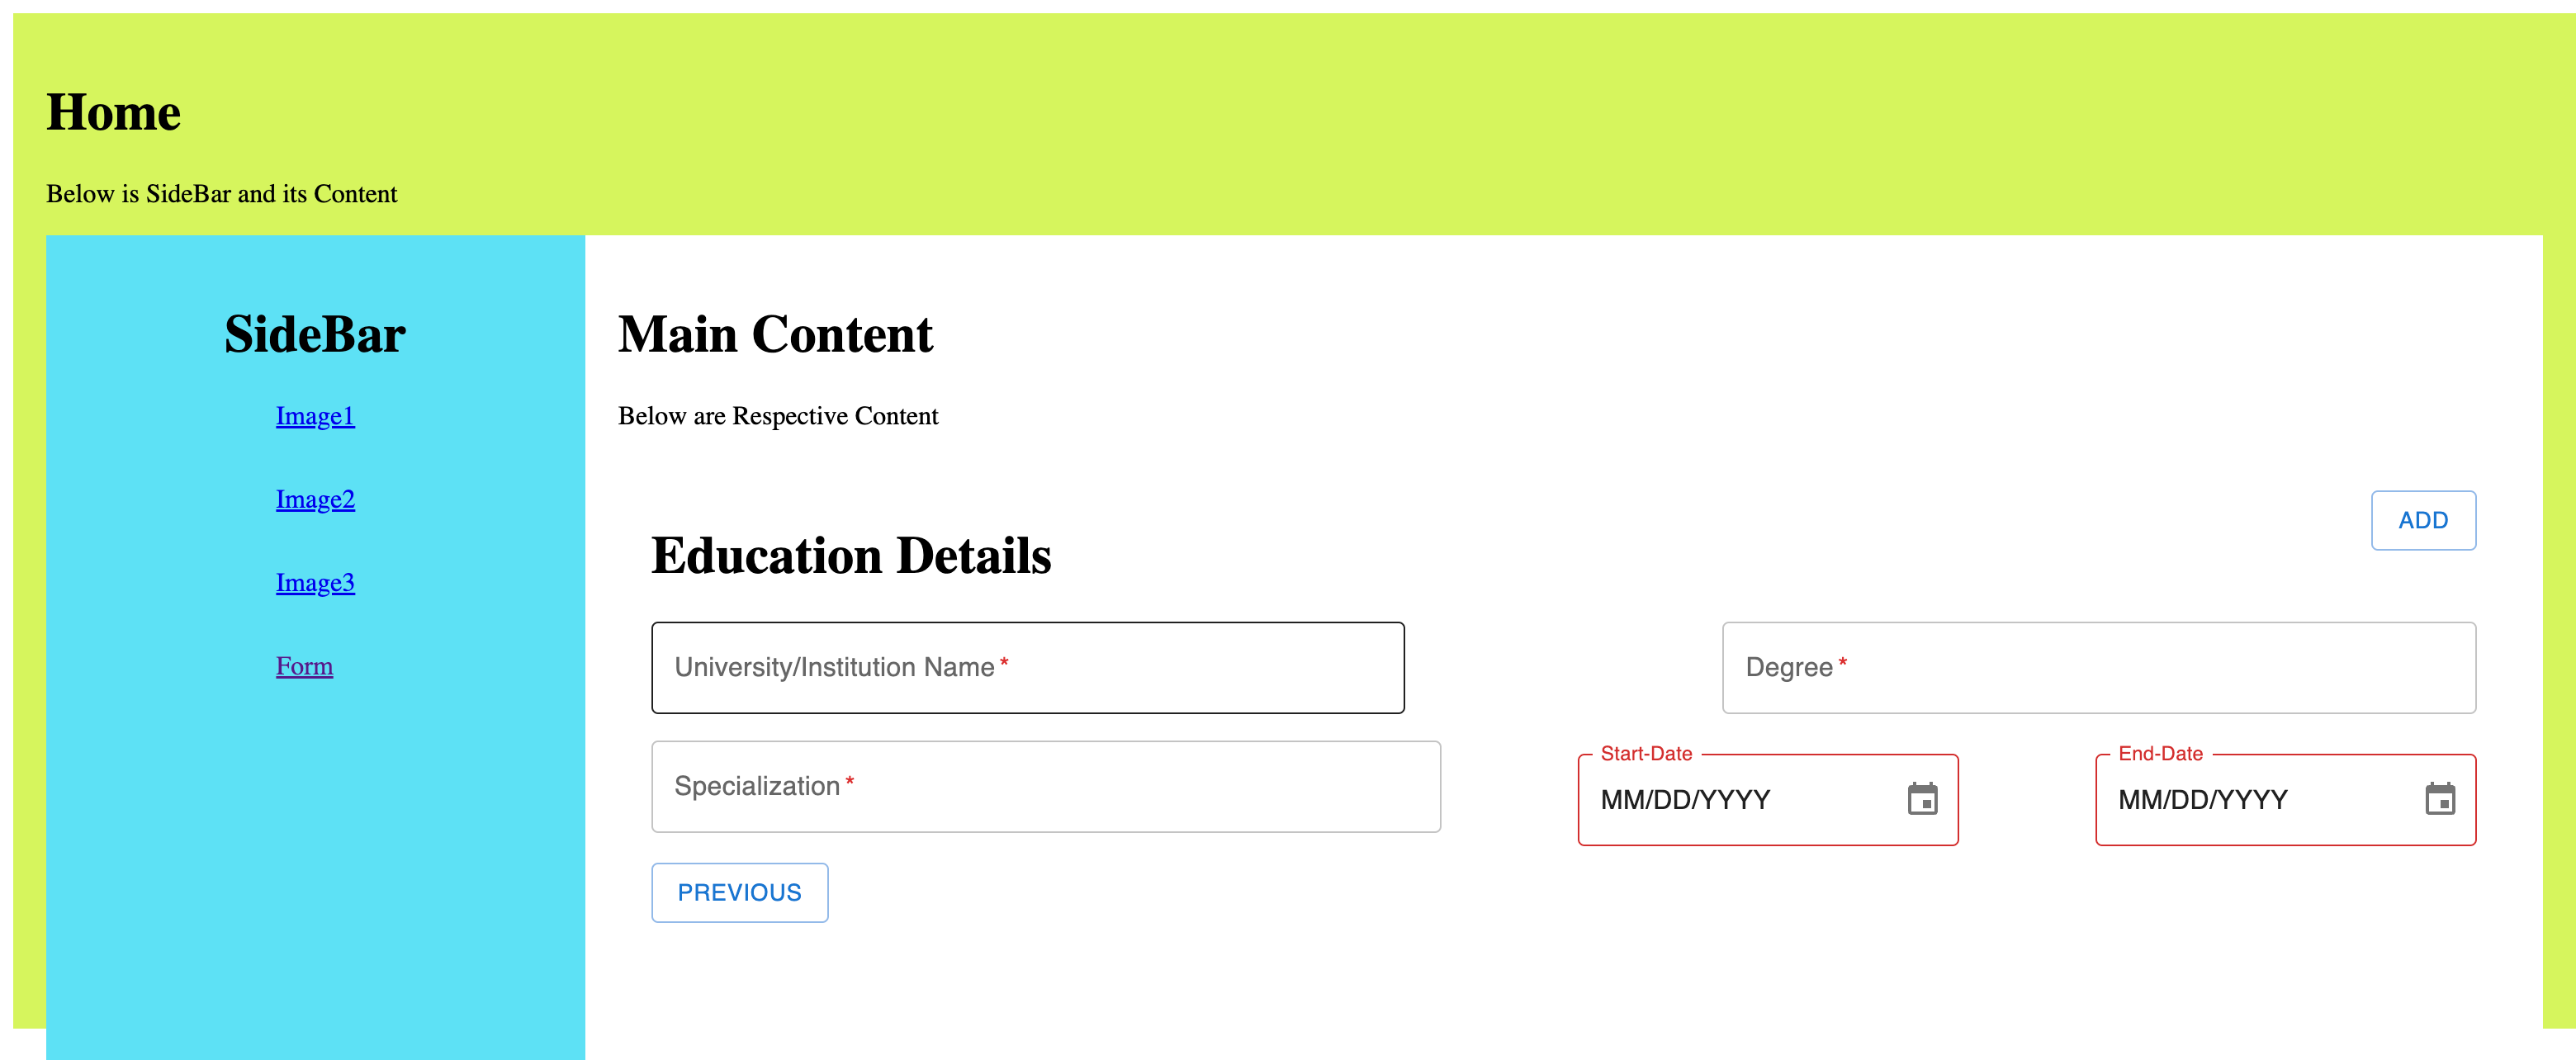 Home
Below is SideBar and its Content
SideBar
Image1
Image2
Image3
Form
Main Content
Below are Respective Content
ADD
Education Details
University/Institution Name *
Degree *
Specialization *
Start-Date
MM/DD/YYYY
End-Date
MM/DD/YYYY
PREVIOUS